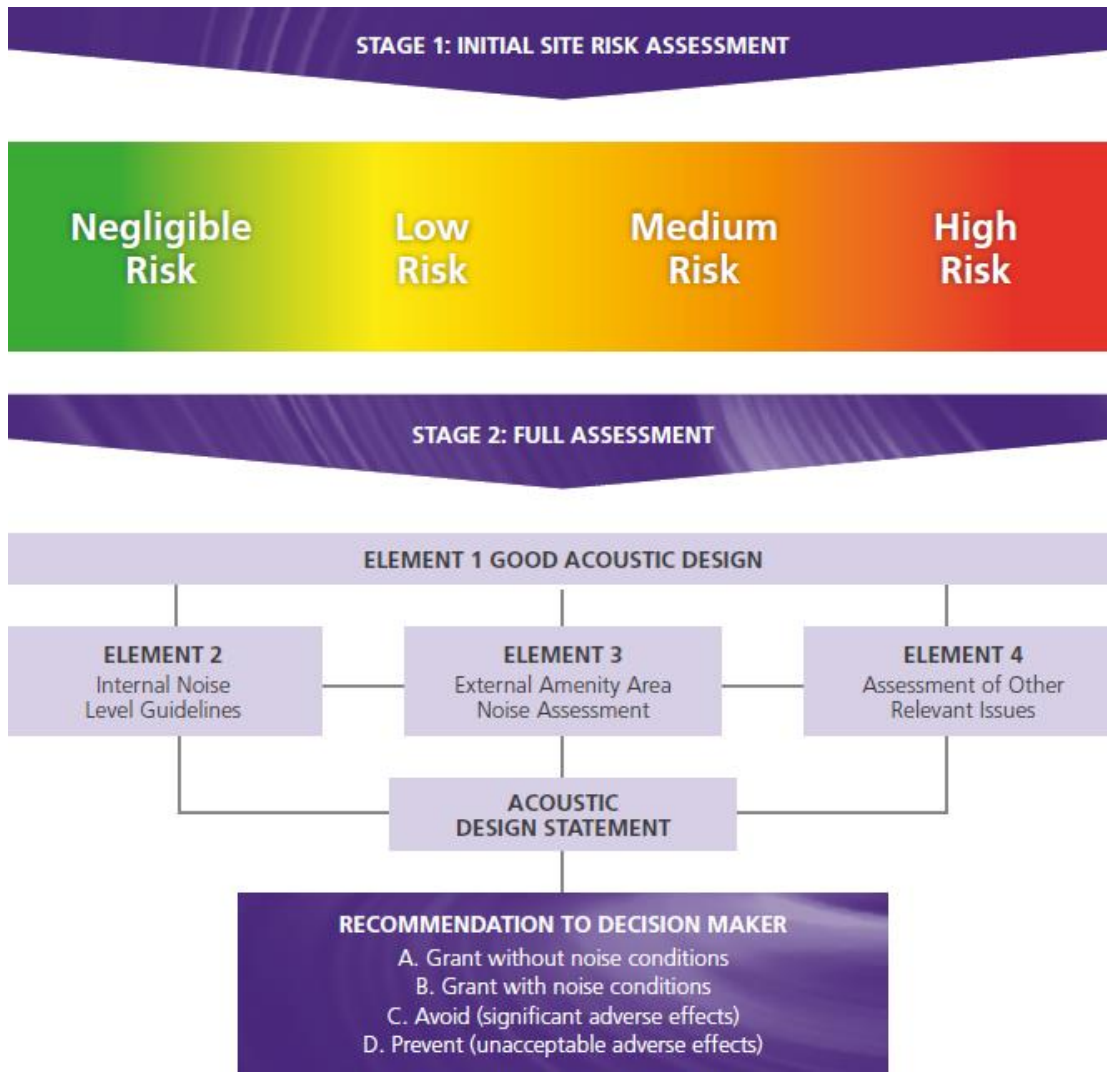 STAGE 1: INITIAL SITE RISK ASSESSMENT
Negligible
Risk
Low
Risk
Medium
Risk
High
Risk
STAGE 2: FULL ASSESSMENT
ELEMENT 1 GOOD ACOUSTIC DESIGN
ELEMENT 2
Internal Noise
Level Guidelines
ELEMENT 3
External Amenity Area
Noise Assessment
ELEMENT 4
Assessment of Other
Relevant Issues
ACOUSTIC
DESIGN STATEMENT
RECOMMENDATION TO DECISION MAKER
A. Grant without noise conditions
B. Grant with noise conditions
C. Avoid (significant adverse effects)
D. Prevent (unacceptable adverse effects)